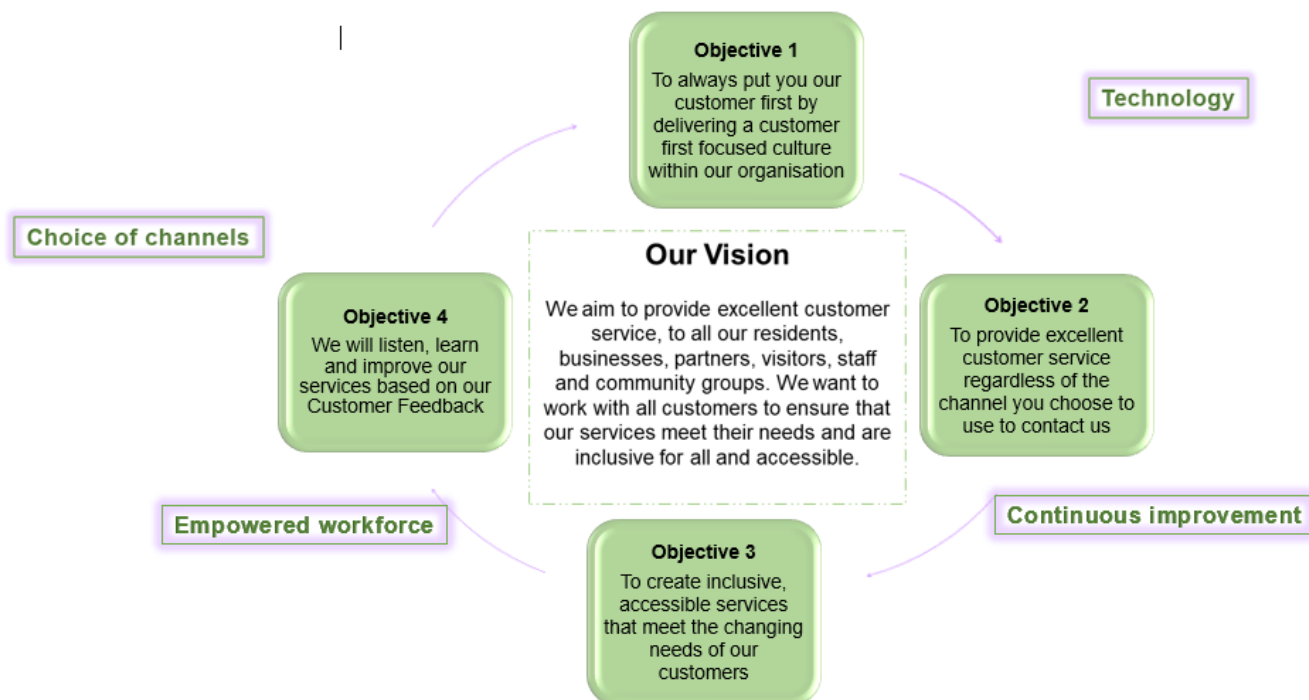 Objective 1
To always put you our
customer first by
delivering a customer
first focused culture
within our organisation
Technology
Choice of channels
Our Vision
We aim to provide excellent customer
service, to all our residents,
businesses, partners, visitors, staff
and community groups. We want to
work with all customers to ensure that
our services meet their needs and are
inclusive for all and accessible.
Objective 2
To provide excellent
customer service
regardless of the
channel you choose to
use to contact us
Objective 4
We will listen, learn
and improve our
services based on our
Customer Feedback
Empowered workforce
Continuous improvement
Objective 3
To create inclusive,
accessible services
that meet the changing
needs of our
customers